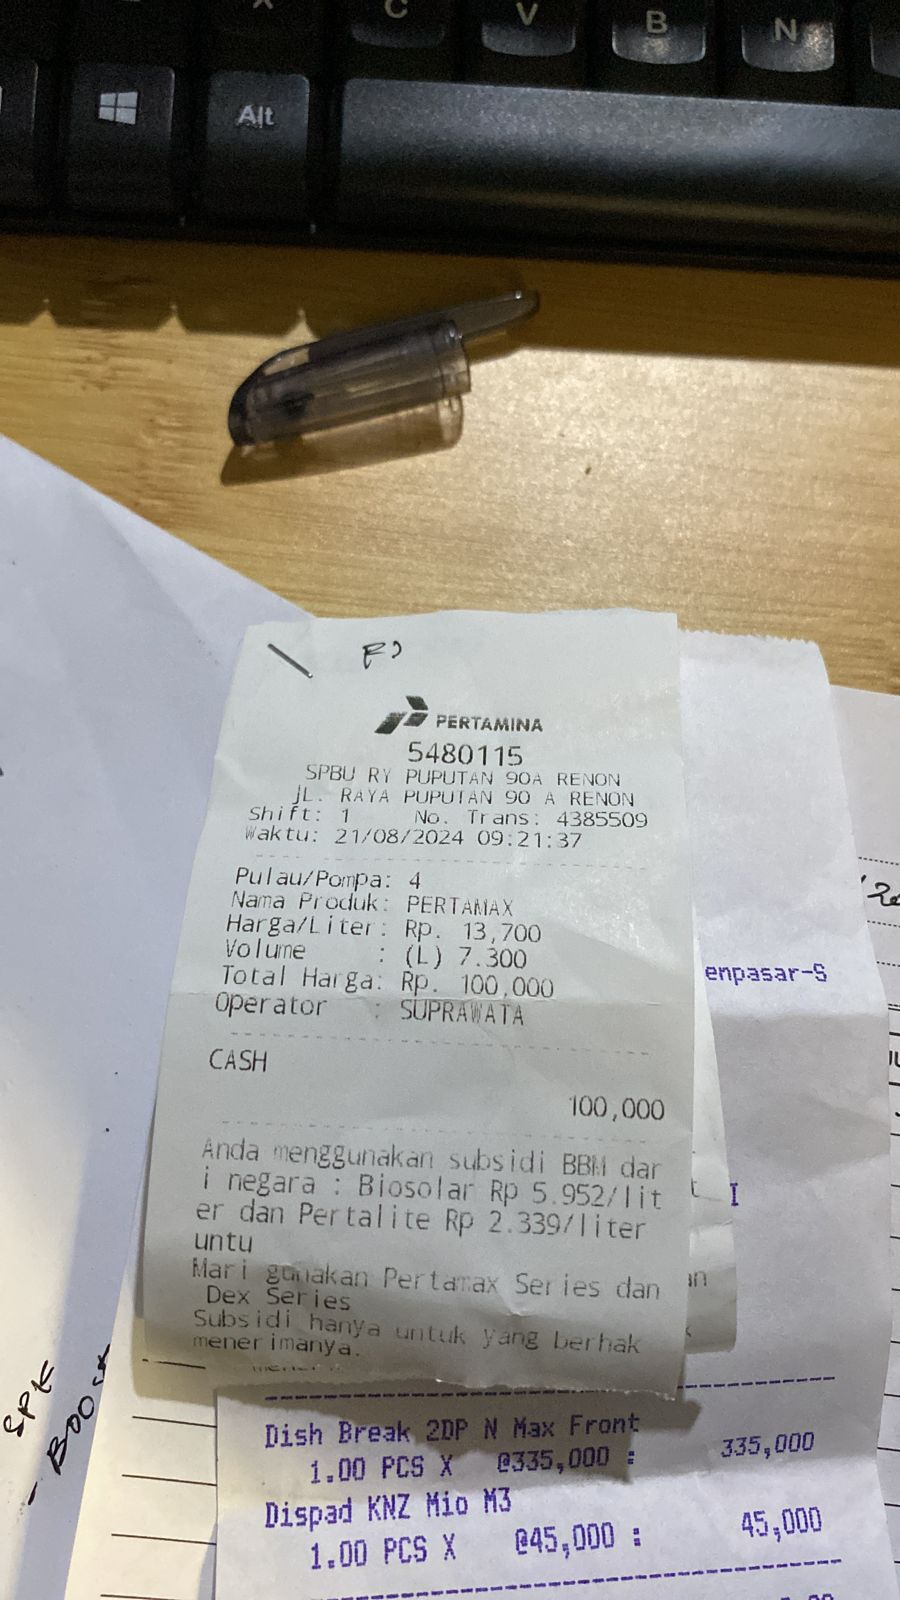 X C V B N
Alt
PERTAMINA
5480115
SPBU RY PUPUTAN 90A RENON
jL. RAYA PUPUTAN 90 A RENON
Shift: 1 No. Trans: 4385509
Waktu: 21/08/2024 09:21:37
Pulau/Pompa: 4
Nama Produk: PERTAMAX
Harga/Liter: Rp. 13,700
Volume : (L) 7.300
Total Harga: Rp. 100,000
Operator : SUPRAWATA
CASH
100,000
Anda menggunakan subsidi BBM dar
i negara : Biosolar Rp 5.952/lit
er dan Pertalite Rp 2.339/liter
untu
Mari gunakan Pertamax Series dan
Dex Series
Subsidi hanya untuk yang berhak
menerimanya.
enpasar-S
I
an
k
Dish Break 2DP N Max Front
1.00 PCS X @335,000 : 335,000
Dispad KNZ Mio M3
1.00 PCS X @45,000 : 45,000
SPK